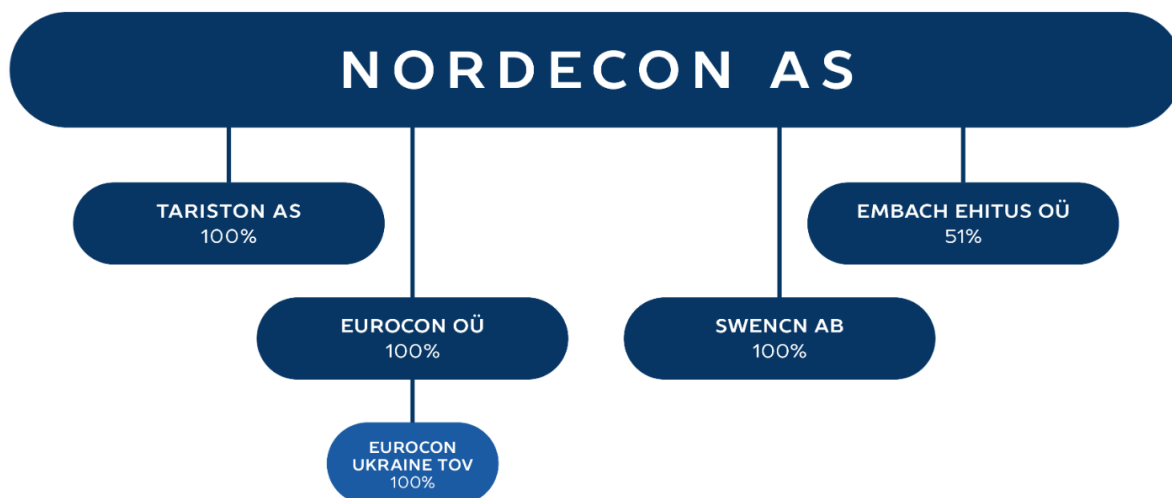 NORDECON AS
TARISTON AS
100%
EMBACH EHITUS OÜ
51%
EUROCON OÜ
100%
SWENCN AB
100%
EUROCON
UKRAINE TOV
100%